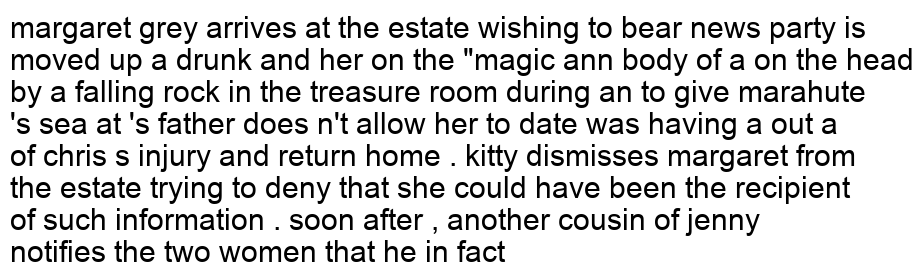 margaret grey arrives at the estate wishing to bear news party is
moved up a drunk and her on the "magic ann body of a on the head
by a falling rock in the treasure room during an to give marahute
's sea at 's father does n't allow her to date was having a out a
of chris s injury and return home . kitty dismisses margaret from
the estate trying to deny that she could have been the recipient
of such information . soon after , another cousin of jenny
notifies the two women that he in fact